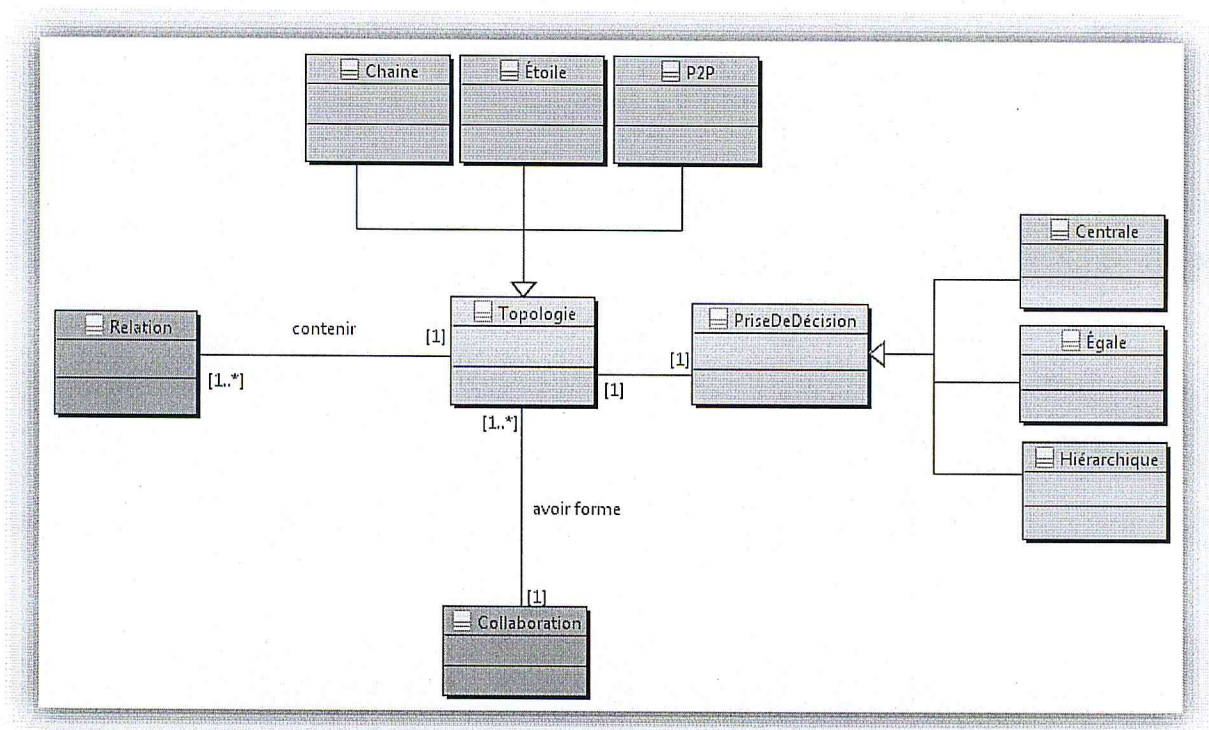 Chaine
Étoile
P2P
Centrale
Égale
Hiérarchique
Relation
contenir
[1]
[1..*]
Topologie
PriseDeDécision
[1]
[1]
[1..*]
avoir forme
[1]
Collaboration